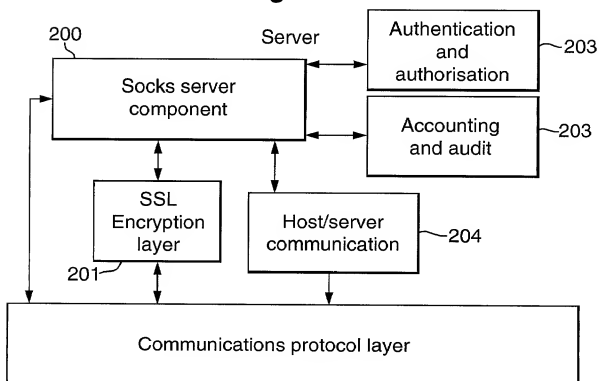 200
Server
Authentication
and
authorisation
203
Socks server
component
Accounting
and audit
203
SSL
Encryption
layer
201
Host/server
communication
204
Communications protocol layer